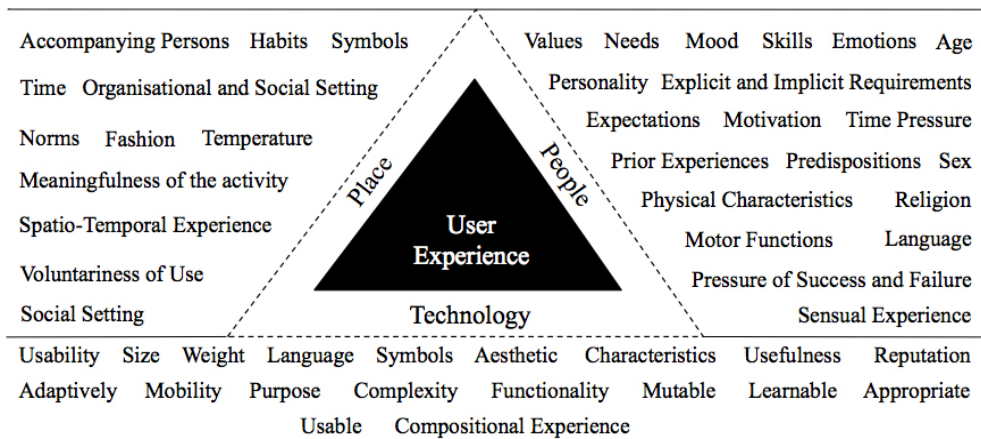 Accompanying Persons Habits Symbols
Time Organisational and Social Setting
Norms Fashion Temperature
Meaningfulness of the activity
Spatio-Temporal Experience
Voluntariness of Use
Social Setting
Place
User
Experience
People
Technology
Values Needs Mood Skills Emotions Age
Personality Explicit and Implicit Requirements
Expectations Motivation Time Pressure
Prior Experiences Predispositions Sex
Physical Characteristics Religion
Motor Functions Language
Pressure of Success and Failure
Sensual Experience
Usability Size Weight Language Symbols Aesthetic Characteristics Usefulness Reputation
Adaptively Mobility Purpose Complexity Functionality Mutable Learnable Appropriate
Usable Compositional Experience